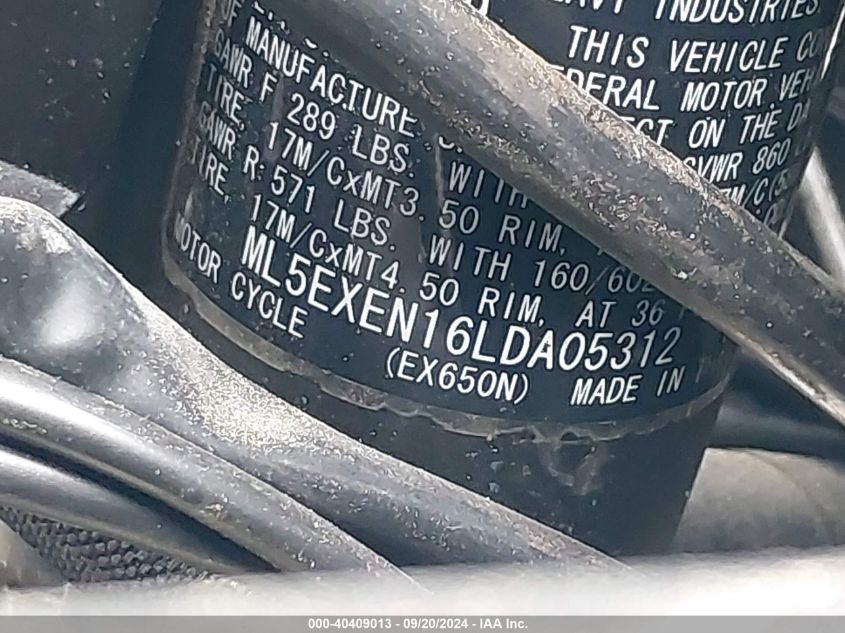 HEAVY INDUSTRIES
OF MANUFACTURE
THIS VEHICLE
FEDERAL MOTOR
ON THE
GAWR F 289 LBS. WITH
GVWR 860
TIRE, 17M/CxMT3.50 RIM,
GAWR R 571 LBS. WITH 160/60
TIRE, 17M/CxMT4.50 RIM, AT 36
ML5EXEN16LDA05312
MOTOR CYCLE (EX650N) MADE IN
000-40409013 - 09/20/2024 - IAA Inc.